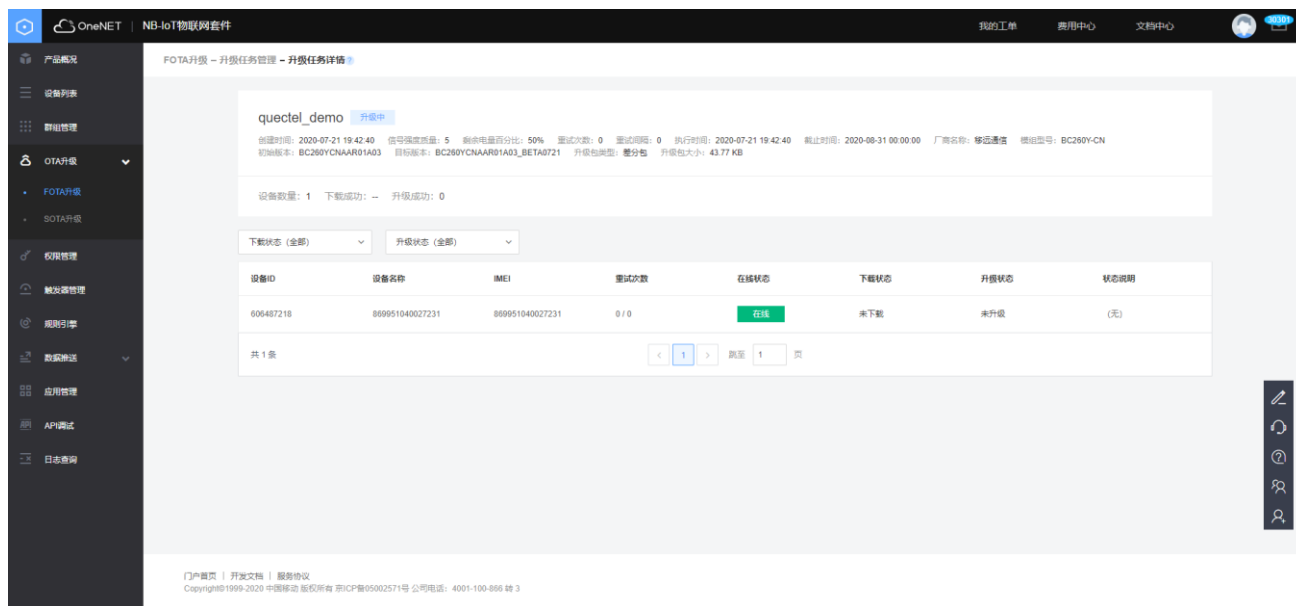 OneNET | NB-IoT物联网套件
我的工单 费用中心 文档中心 30301
产品概况
设备列表
群组管理
OTA升级
FOTA升级
SOTA升级
权限管理
触发器管理
规则引擎
数据推送
应用管理
API调试
日志查询
FOTA升级 – 升级任务管理 – 升级任务详情
quectel_demo 升级中
创建时间：2020-07-21 19:42:40 信号强度质量：5 剩余电量百分比：50% 重试次数：0 重试间隔：0 执行时间：2020-07-21 19:42:40 截止时间：2020-08-31 00:00:00 厂商名称：移远通信 模组型号：BC260Y-CN
初始版本：BC260YCNAAR01A03 目标版本：BC260YCNAAR01A03_BETA0721 升级包类型：差分包 升级包大小：43.77 KB
设备数量：1 下载成功：-- 升级成功：0
下载状态（全部） 升级状态（全部）
设备ID 设备名称 IMEI 重试次数 在线状态 下载状态 升级状态 状态说明
606487218 869951040027231 869951040027231 0 / 0 在线 未下载 未升级 (无)
共 1 条 < 1 > 跳至 1 页
门户首页 | 开发文档 | 服务协议
Copyright©1999-2020 中国移动 版权所有 京ICP备05002571号 公司电话：4001-100-866 转 3